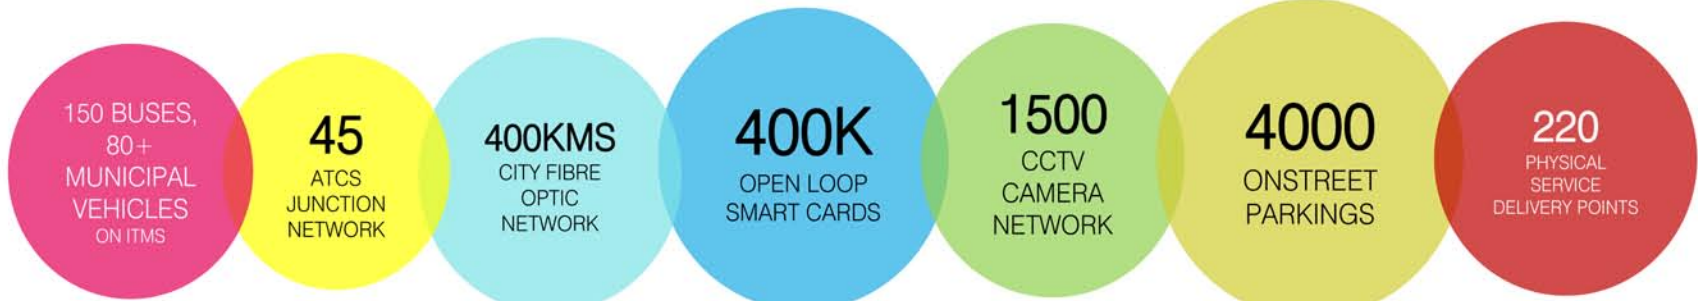 150 BUSES,
80+
MUNICIPAL
VEHICLES
ON ITMS
45
ATCS
JUNCTION
NETWORK
400KMS
CITY FIBRE
OPTIC
NETWORK
400K
OPEN LOOP
SMART CARDS
1500
CCTV
CAMERA
NETWORK
4000
ONSTREET
PARKINGS
220
PHYSICAL
SERVICE
DELIVERY POINTS